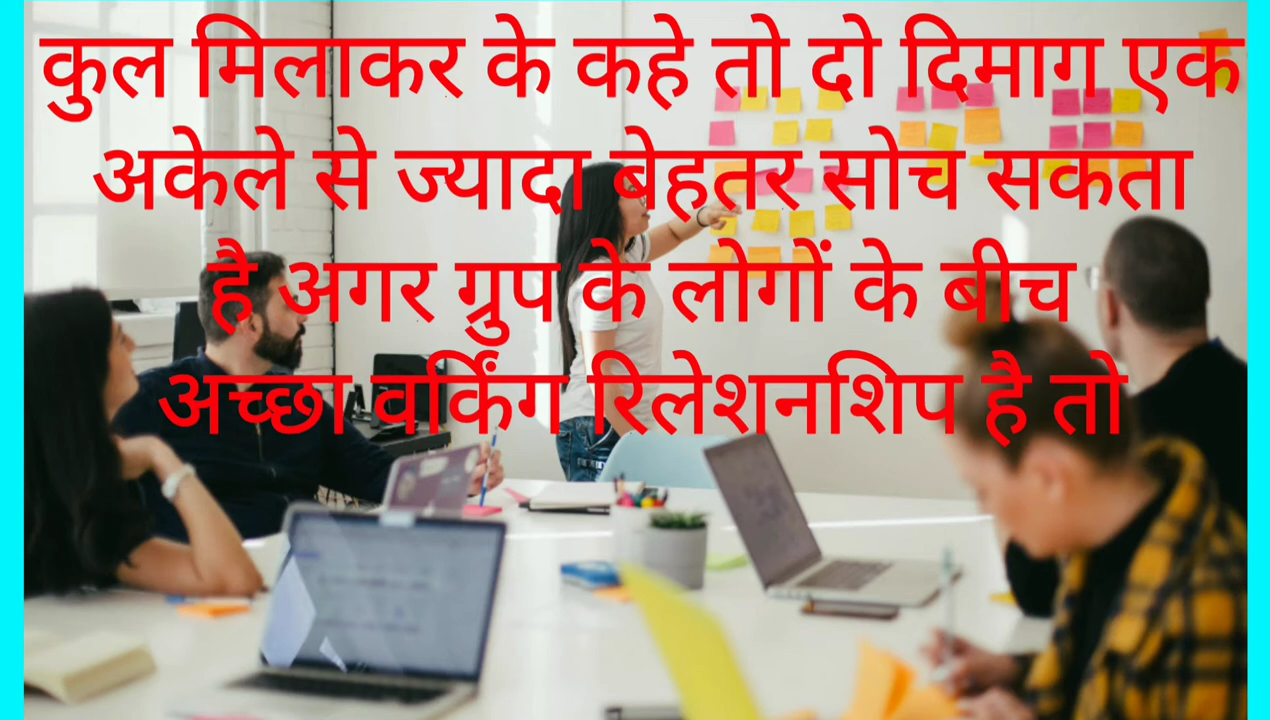 कुल मिलाकर के कहे तो दो दिमाग एक
अकेले से ज्यादा बेहतर सोच सकता
है अगर ग्रुप के लोगों के बीच
अच्छा वर्किंग रिलेशनशिप है तो